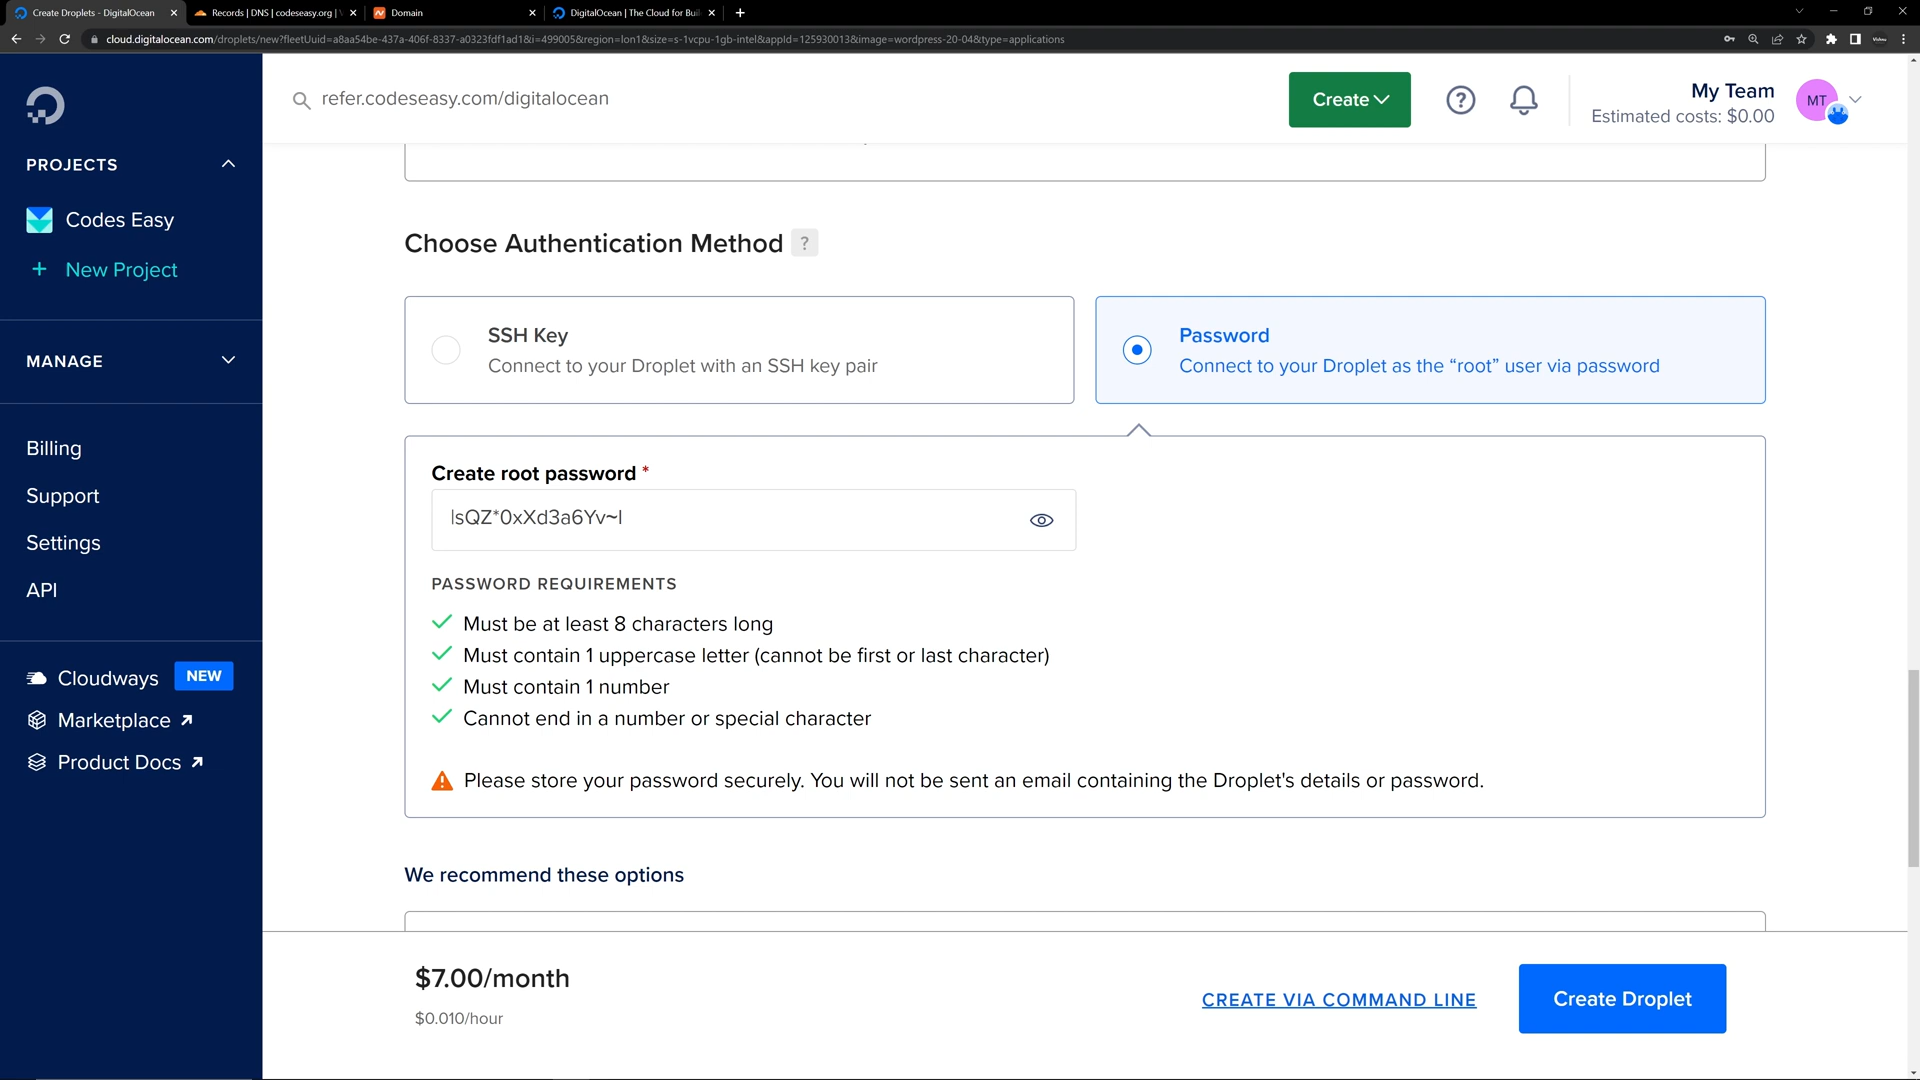 Create Droplets - DigitalOcean
Records | DNS | codeseasy.org |
Domain
DigitalOcean | The Cloud for Buil
cloud.digitalocean.com/droplets/new?fleetUuid=a8aa54be-437a-406f-8337-a0323fdf1ad1&i=499005&region=lon1&size=s-1vcpu-1gb-intel&appId=125930013&image=wordpress-20-04&type=applications
refer.codeseasy.com/digitalocean
Create
My Team
Estimated costs: $0.00
MT
PROJECTS
Codes Easy
+ New Project
MANAGE
Billing
Support
Settings
API
Cloudways NEW
Marketplace
Product Docs
Choose Authentication Method ?
SSH Key
Connect to your Droplet with an SSH key pair
Password
Connect to your Droplet as the “root” user via password
Create root password *
lsQZ*0xXd3a6Yv~l
PASSWORD REQUIREMENTS
Must be at least 8 characters long
Must contain 1 uppercase letter (cannot be first or last character)
Must contain 1 number
Cannot end in a number or special character
Please store your password securely. You will not be sent an email containing the Droplet's details or password.
We recommend these options
$7.00/month
$0.010/hour
CREATE VIA COMMAND LINE
Create Droplet